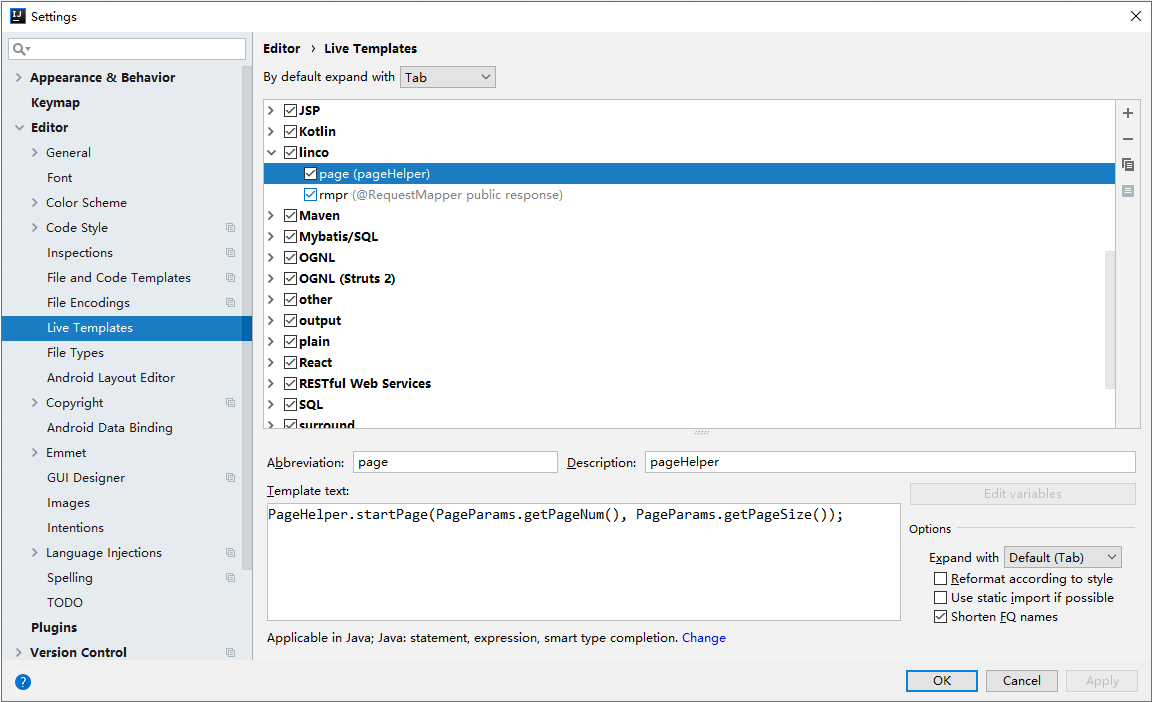 Settings
Appearance & Behavior
Keymap
Editor
General
Font
Color Scheme
Code Style
Inspections
File and Code Templates
File Encodings
Live Templates
File Types
Android Layout Editor
Copyright
Android Data Binding
Emmet
GUI Designer
Images
Intentions
Language Injections
Spelling
TODO
Plugins
Version Control
Editor › Live Templates
By default expand with Tab
JSP
Kotlin
linco
page (pageHelper)
rmpr (@RequestMapper public response)
Maven
Mybatis/SQL
OGNL
OGNL (Struts 2)
other
output
plain
React
RESTful Web Services
SQL
surround
Abbreviation: page Description: pageHelper
Template text:
PageHelper.startPage(PageParams.getPageNum(), PageParams.getPageSize());
Edit variables
Options
Expand with Default (Tab)
Reformat according to style
Use static import if possible
Shorten FQ names
Applicable in Java; Java: statement, expression, smart type completion. Change
? OK Cancel Apply